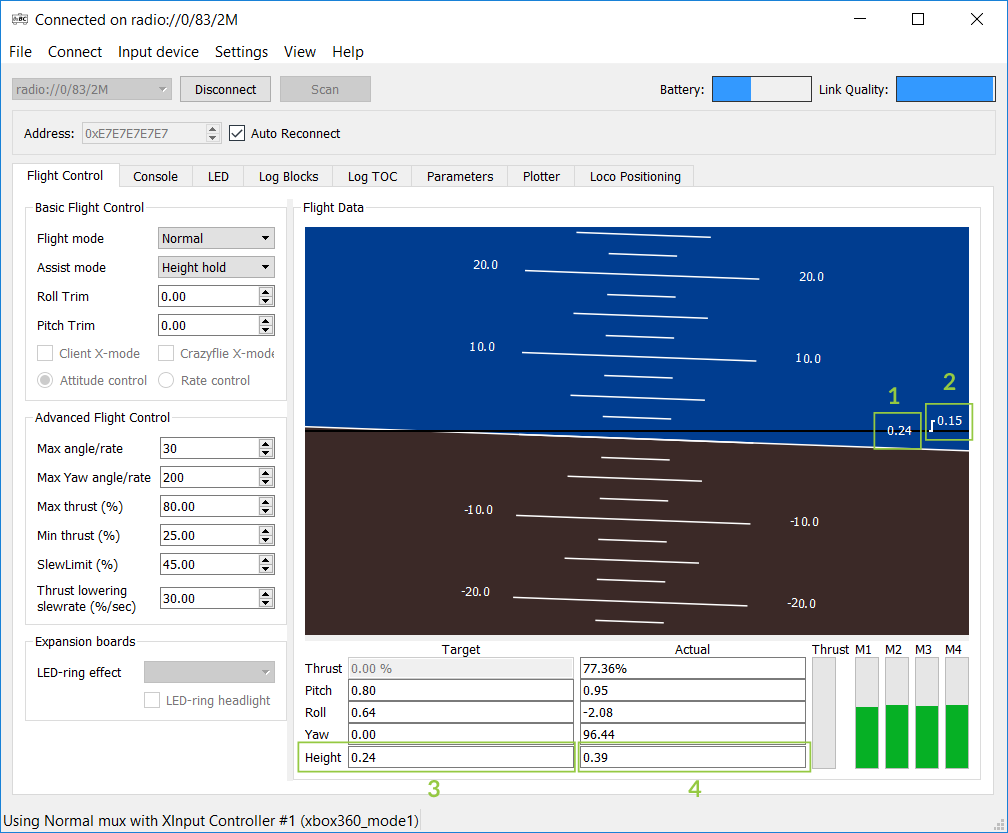 Connected on radio://0/83/2M
File Connect Input device Settings View Help
radio://0/83/2M Disconnect Scan Battery: Link Quality:
Address: 0xE7E7E7E7E7 Auto Reconnect
Flight Control Console LED Log Blocks Log TOC Parameters Plotter Loco Positioning
Basic Flight Control
Flight mode Normal
Assist mode Height hold
Roll Trim 0.00
Pitch Trim 0.00
Client X-mode Crazyflie X-mode
Attitude control Rate control
Advanced Flight Control
Max angle/rate 30
Max Yaw angle/rate 200
Max thrust (%) 80.00
Min thrust (%) 25.00
SlewLimit (%) 45.00
Thrust lowering
slewrate (%/sec) 30.00
Expansion boards
LED-ring effect
LED-ring headlight
Flight Data
20.0 20.0
10.0 10.0
1 2
0.24 0.15
-10.0 -10.0
-20.0 -20.0
Target Actual Thrust M1 M2 M3 M4
Thrust 0.00 % 77.36%
Pitch 0.80 0.95
Roll 0.64 -2.08
Yaw 0.00 96.44
Height 0.24 0.39
3 4
Using Normal mux with XInput Controller #1 (xbox360_mode1)